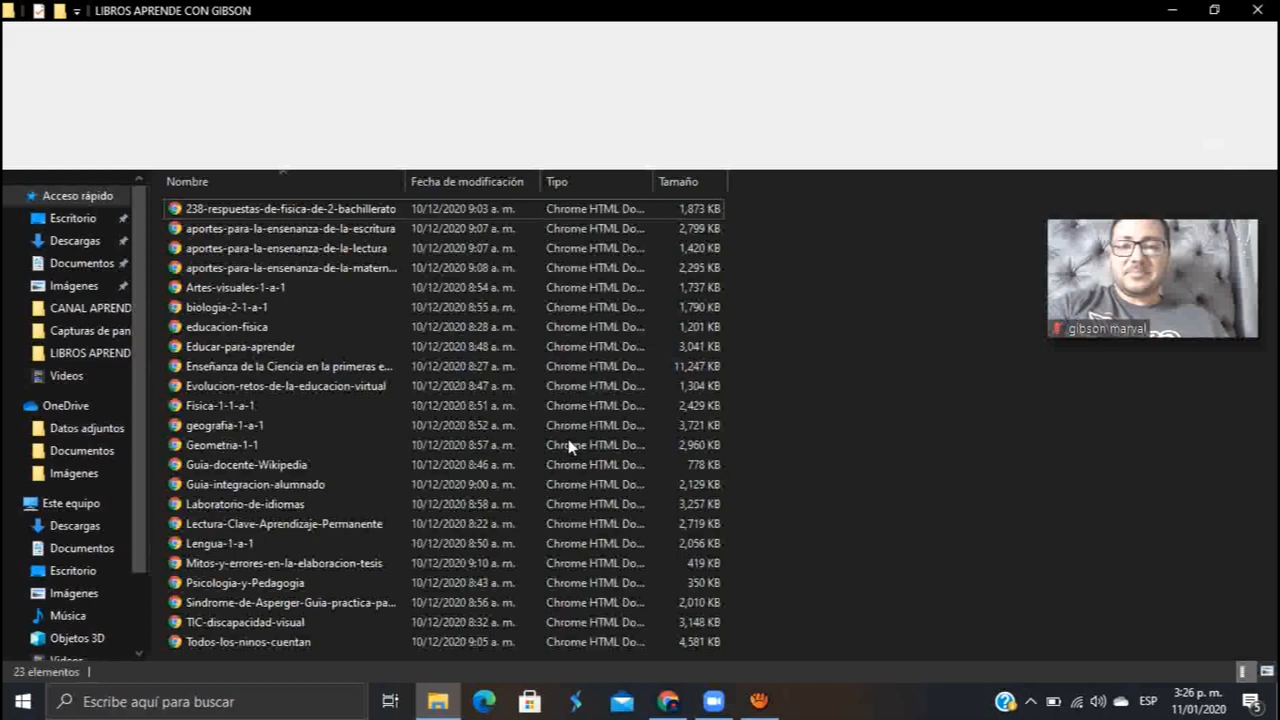 LIBROS APRENDE CON GIBSON
Nombre Fecha de modificación Tipo Tamaño
Acceso rápido
Escritorio
Descargas
Documentos
Imágenes
CANAL APREND
Capturas de pan
LIBROS APREND
Videos
OneDrive
Datos adjuntos
Documentos
Imágenes
Este equipo
Descargas
Documentos
Escritorio
Imágenes
Música
Objetos 3D
Videos
238-respuestas-de-fisica-de-2-bachillerato 10/12/2020 9:03 a. m. Chrome HTML Do... 1,873 KB
aportes-para-la-ensenanza-de-la-escritura 10/12/2020 9:07 a. m. Chrome HTML Do... 2,799 KB
aportes-para-la-ensenanza-de-la-lectura 10/12/2020 9:07 a. m. Chrome HTML Do... 1,420 KB
aportes-para-la-ensenanza-de-la-matem... 10/12/2020 9:08 a. m. Chrome HTML Do... 2,295 KB
Artes-visuales-1-a-1 10/12/2020 8:54 a. m. Chrome HTML Do... 1,737 KB
biologia-2-1-a-1 10/12/2020 8:55 a. m. Chrome HTML Do... 1,790 KB
educacion-fisica 10/12/2020 8:28 a. m. Chrome HTML Do... 1,201 KB
Educar-para-aprender 10/12/2020 8:48 a. m. Chrome HTML Do... 3,041 KB
Enseñanza de la Ciencia en la primeras e... 10/12/2020 8:27 a. m. Chrome HTML Do... 11,247 KB
Evolucion-retos-de-la-educacion-virtual 10/12/2020 8:47 a. m. Chrome HTML Do... 1,304 KB
Fisica-1-1-a-1 10/12/2020 8:51 a. m. Chrome HTML Do... 2,429 KB
geografia-1-a-1 10/12/2020 8:52 a. m. Chrome HTML Do... 3,721 KB
Geometria-1-1 10/12/2020 8:57 a. m. Chrome HTML Do... 2,960 KB
Guia-docente-Wikipedia 10/12/2020 8:46 a. m. Chrome HTML Do... 778 KB
Guia-integracion-alumnado 10/12/2020 9:00 a. m. Chrome HTML Do... 2,129 KB
Laboratorio-de-idiomas 10/12/2020 8:58 a. m. Chrome HTML Do... 3,257 KB
Lectura-Clave-Aprendizaje-Permanente 10/12/2020 8:22 a. m. Chrome HTML Do... 2,719 KB
Lengua-1-a-1 10/12/2020 8:50 a. m. Chrome HTML Do... 2,056 KB
Mitos-y-errores-en-la-elaboracion-tesis 10/12/2020 9:10 a. m. Chrome HTML Do... 419 KB
Psicologia-y-Pedagogia 10/12/2020 8:43 a. m. Chrome HTML Do... 350 KB
Sindrome-de-Asperger-Guia-practica-pa... 10/12/2020 8:56 a. m. Chrome HTML Do... 2,010 KB
TIC-discapacidad-visual 10/12/2020 8:32 a. m. Chrome HTML Do... 3,148 KB
Todos-los-ninos-cuentan 10/12/2020 9:05 a. m. Chrome HTML Do... 4,581 KB
gibson marval
23 elementos
Escribe aquí para buscar
ESP
3:26 p. m.
11/01/2020
5